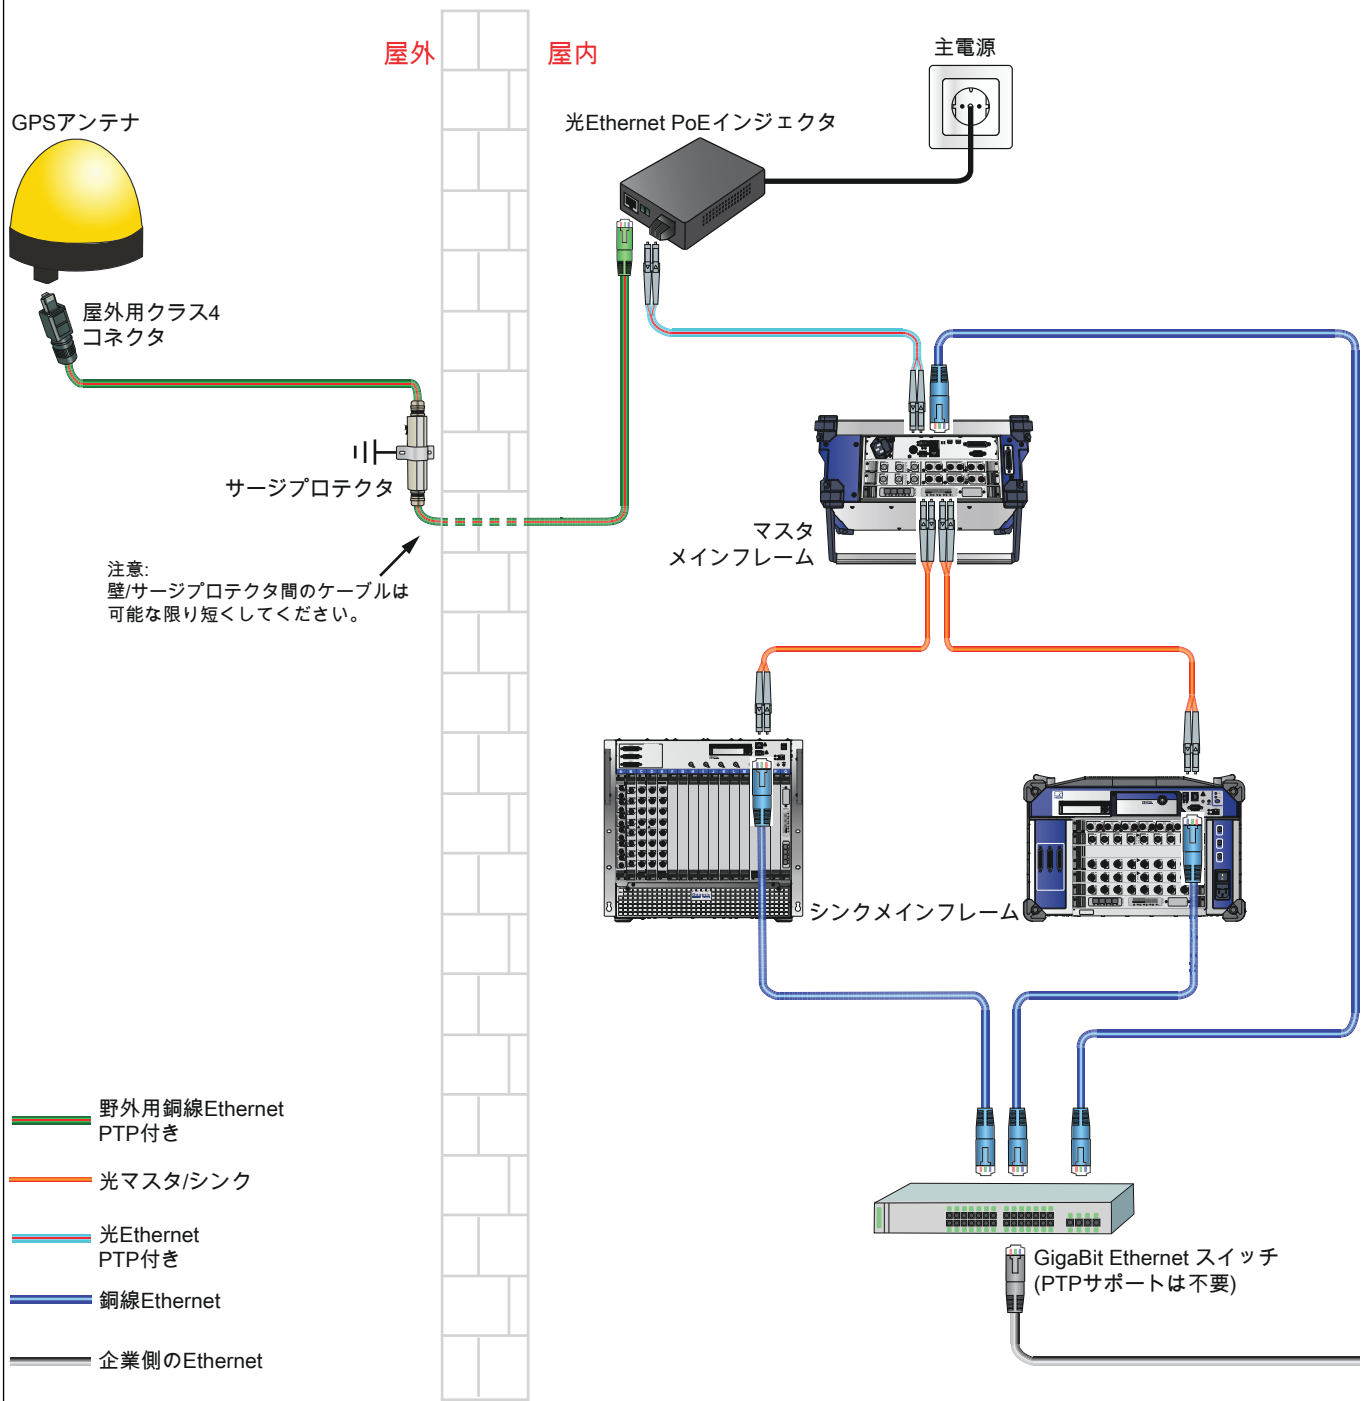 屋外
屋内
主電源
GPSアンテナ
光Ethernet PoEインジェクタ
屋外用クラス4
コネクタ
サージプロテクタ
注意:
壁/サージプロテクタ間のケーブルは
可能な限り短くしてください。
マスタ
メインフレーム
シンクメインフレーム
野外用銅線Ethernet
PTP付き
光マスタ/シンク
光Ethernet
PTP付き
銅線Ethernet
企業側のEthernet
GigaBit Ethernet スイッチ
(PTPサポートは不要)